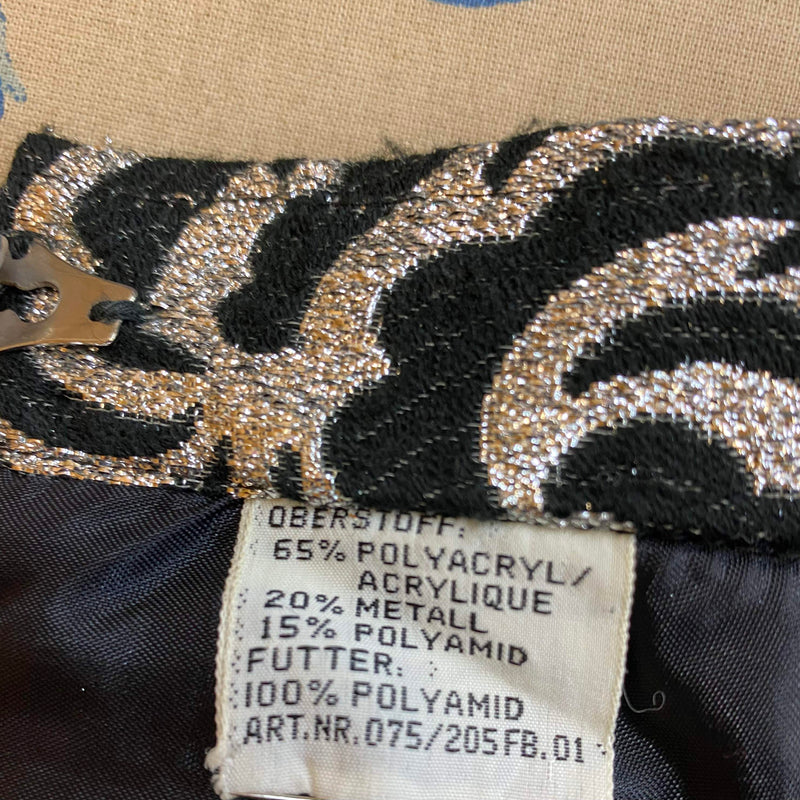 OBERSTOFF:
65% POLYACRYL/
ACRYLIQUE
20% METALL
15% POLYAMID
FUTTER:
100% POLYAMID
ART.NR. 075/205FB.01